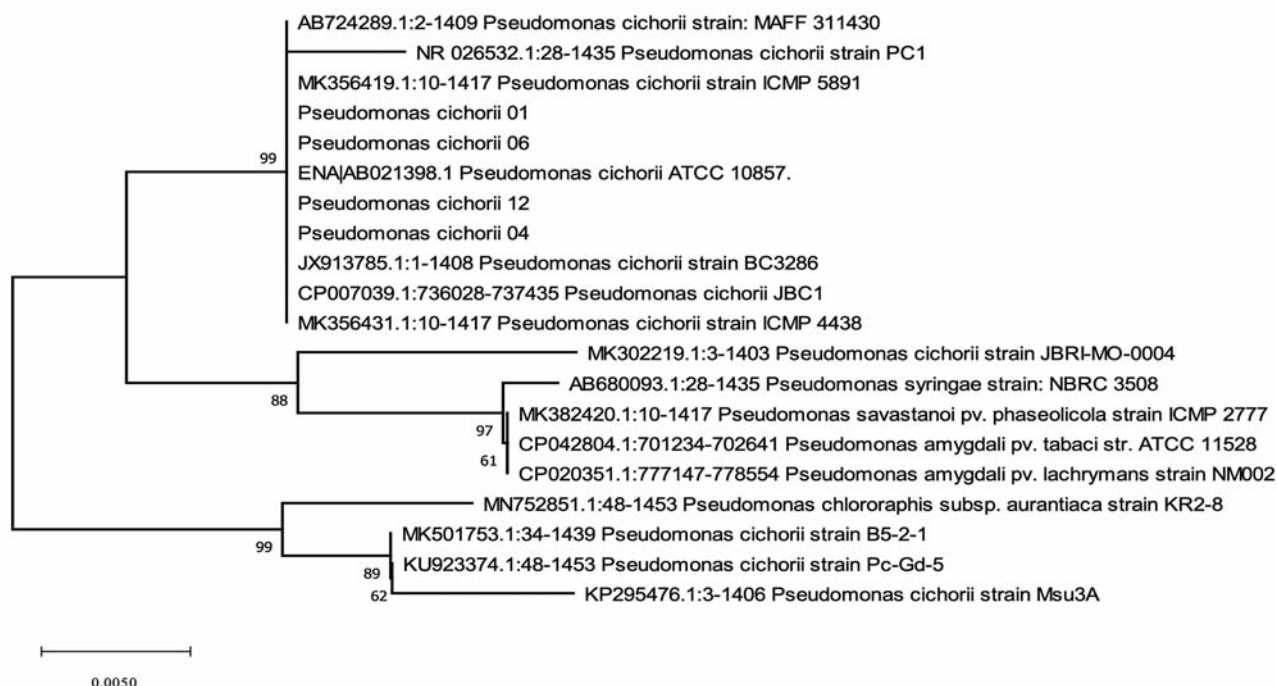 AB724289.1:2-1409 Pseudomonas cichorii strain: MAFF 311430
NR 026532.1:28-1435 Pseudomonas cichorii strain PC1
MK356419.1:10-1417 Pseudomonas cichorii strain ICMP 5891
Pseudomonas cichorii 01
Pseudomonas cichorii 06
99
ENA|AB021398.1 Pseudomonas cichorii ATCC 10857.
Pseudomonas cichorii 12
Pseudomonas cichorii 04
JX913785.1:1-1408 Pseudomonas cichorii strain BC3286
CP007039.1:736028-737435 Pseudomonas cichorii JBC1
MK356431.1:10-1417 Pseudomonas cichorii strain ICMP 4438
MK302219.1:3-1403 Pseudomonas cichorii strain JBRI-MO-0004
88
AB680093.1:28-1435 Pseudomonas syringae strain: NBRC 3508
MK382420.1:10-1417 Pseudomonas savastanoi pv. phaseolicola strain ICMP 2777
97
CP042804.1:701234-702641 Pseudomonas amygdali pv. tabaci str. ATCC 11528
61
CP020351.1:777147-778554 Pseudomonas amygdali pv. lachrymans strain NM002
MN752851.1:48-1453 Pseudomonas chlororaphis subsp. aurantiaca strain KR2-8
99
MK501753.1:34-1439 Pseudomonas cichorii strain B5-2-1
KU923374.1:48-1453 Pseudomonas cichorii strain Pc-Gd-5
89
62
KP295476.1:3-1406 Pseudomonas cichorii strain Msu3A
0.0050